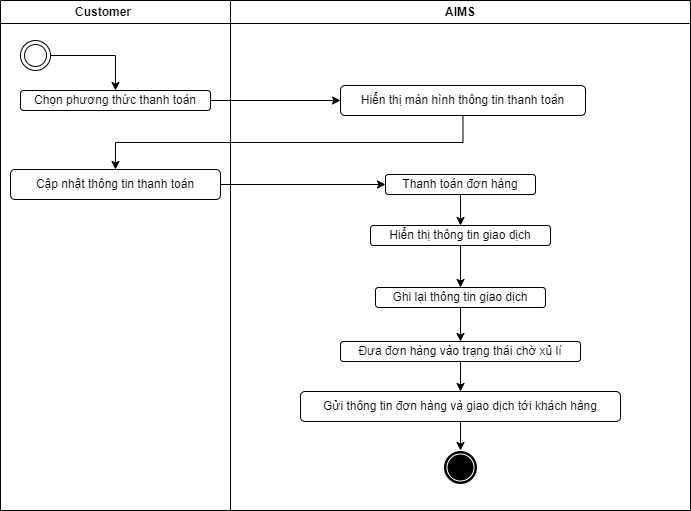 Customer
AIMS
Chọn phương thức thanh toán
Hiển thị màn hình thông tin thanh toán
Cập nhật thông tin thanh toán
Thanh toán đơn hàng
Hiển thị thông tin giao dịch
Ghi lại thông tin giao dịch
Đưa đơn hàng vào trạng thái chờ xủ lí
Gửi thông tin đơn hàng và giao dịch tới khách hàng